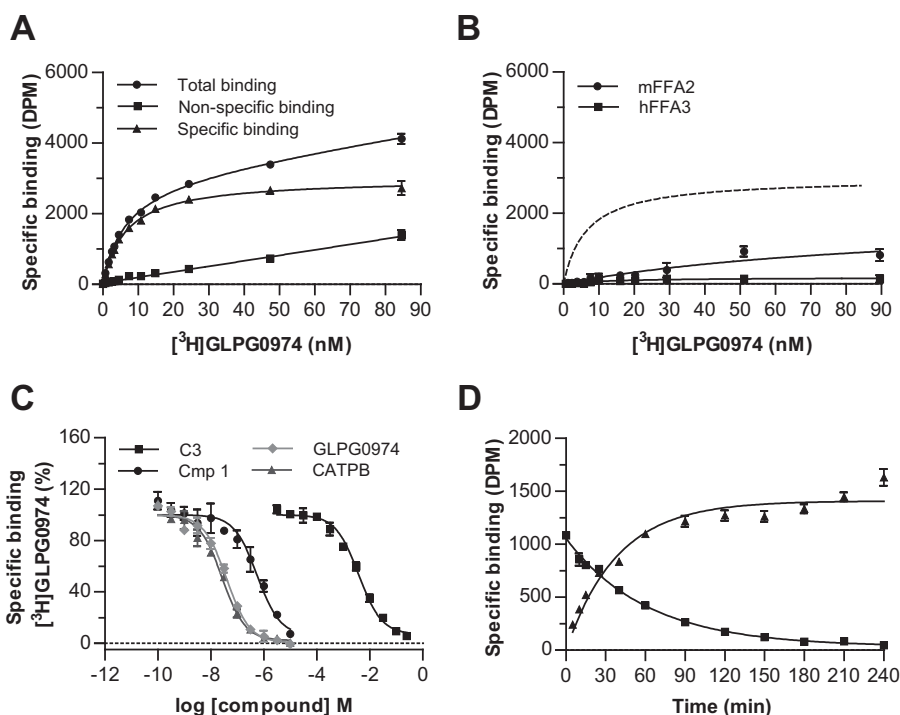 A
Specific binding (DPM)
6000
4000
2000
0
Total binding
Non-specific binding
Specific binding
0 10 20 30 40 50 60 70 80 90
[³H]GLPG0974 (nM)
B
Specific binding (DPM)
6000
4000
2000
0
mFFA2
hFFA3
0 10 20 30 40 50 60 70 80 90
[³H]GLPG0974 (nM)
C
Specific binding
[³H]GLPG0974 (%)
160
120
80
40
0
C3
Cmp 1
GLPG0974
CATPB
-12 -10 -8 -6 -4 -2 0
log [compound] M
D
Specific binding (DPM)
2000
1500
1000
500
0
0 30 60 90 120 150 180 210 240
Time (min)